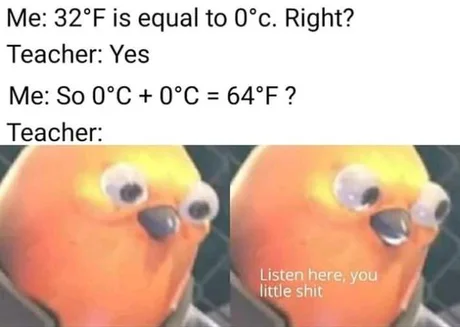 Me: 32°F is equal to 0°c. Right?
Teacher: Yes
Me: So 0°C + 0°C = 64°F ?
Teacher:
Listen here, you
little shit